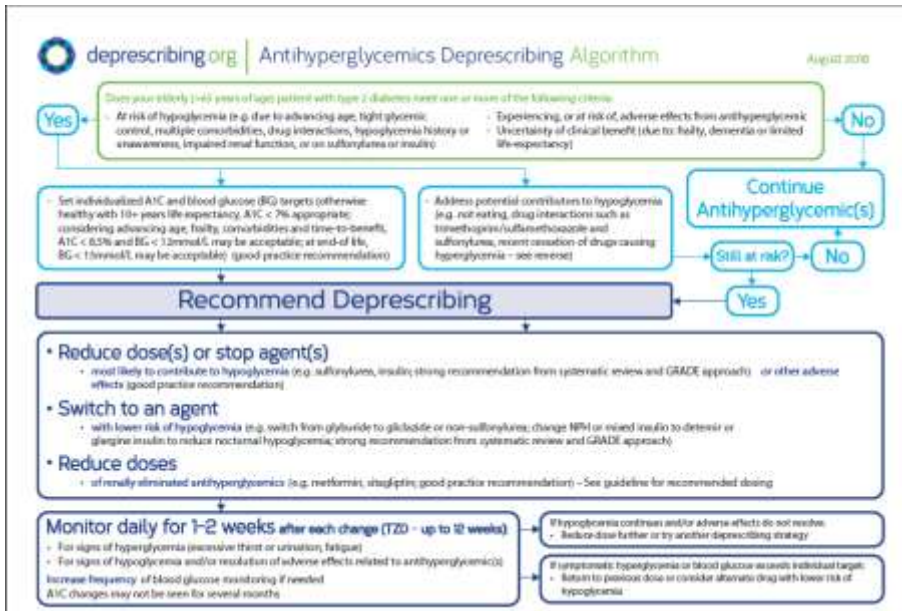 deprescribing.org | Antihyperglycemics Deprescribing Algorithm
August 2018
Does your elderly (>65 years of age) patient with type 2 diabetes meet one or more of the following criteria:
Yes
• At risk of hypoglycemia (e.g. due to advancing age, tight glycemic
control, multiple comorbidities, drug interactions, hypoglycemia history or
unawareness, impaired renal function, or on sulfonylurea or insulin)
• Experiencing, or at risk of, adverse effects from antihyperglycemic
• Uncertainty of clinical benefit (due to: frailty, dementia or limited
life-expectancy)
No
• Set individualized A1C and blood glucose (BG) targets (otherwise
healthy with 10+ years life expectancy, A1C < 7% appropriate;
considering advancing age, frailty, comorbidities and time-to-benefit,
A1C < 8.5% and BG < 12mmol/L may be acceptable; at end of life,
BG < 15mmol/L may be acceptable) (good practice recommendation)
• Address potential contributors to hypoglycemia
(e.g. not eating, drug interactions such as
trimethoprim/sulfamethoxazole and
sulfonylurea, recent cessation of drugs causing
hyperglycemia – see reverse)
Continue
Antihyperglycemic(s)
Still at risk?
No
Yes
Recommend Deprescribing
• Reduce dose(s) or stop agent(s)
• most likely to contribute to hypoglycemia (e.g. sulfonylurea, insulin; strong recommendation from systematic review and GRADE approach) or other adverse
effects (good practice recommendation)
• Switch to an agent
• with lower risk of hypoglycemia (e.g. switch from glyburide to gliclazide or non-sulfonylurea; change NPH or mixed insulin to detemir or
glargine insulin to reduce nocturnal hypoglycemia; strong recommendation from systematic review and GRADE approach)
• Reduce doses
• of renally eliminated antihyperglycemics (e.g. metformin, sitagliptin; good practice recommendation) – See guideline for recommended dosing
Monitor daily for 1-2 weeks after each change (TZD - up to 12 weeks):
• For signs of hyperglycemia (excessive thirst or urination, fatigue)
• For signs of hypoglycemia and/or resolution of adverse effects related to antihyperglycemic(s)
Increase frequency of blood glucose monitoring if needed
A1C changes may not be seen for several months
If hypoglycemia continues and/or adverse effects do not resolve:
• Reduce dose further or try another deprescribing strategy
If symptomatic hyperglycemia or blood glucose exceeds individual target:
• Return to previous dose or consider alternate drug with lower risk of
hypoglycemia